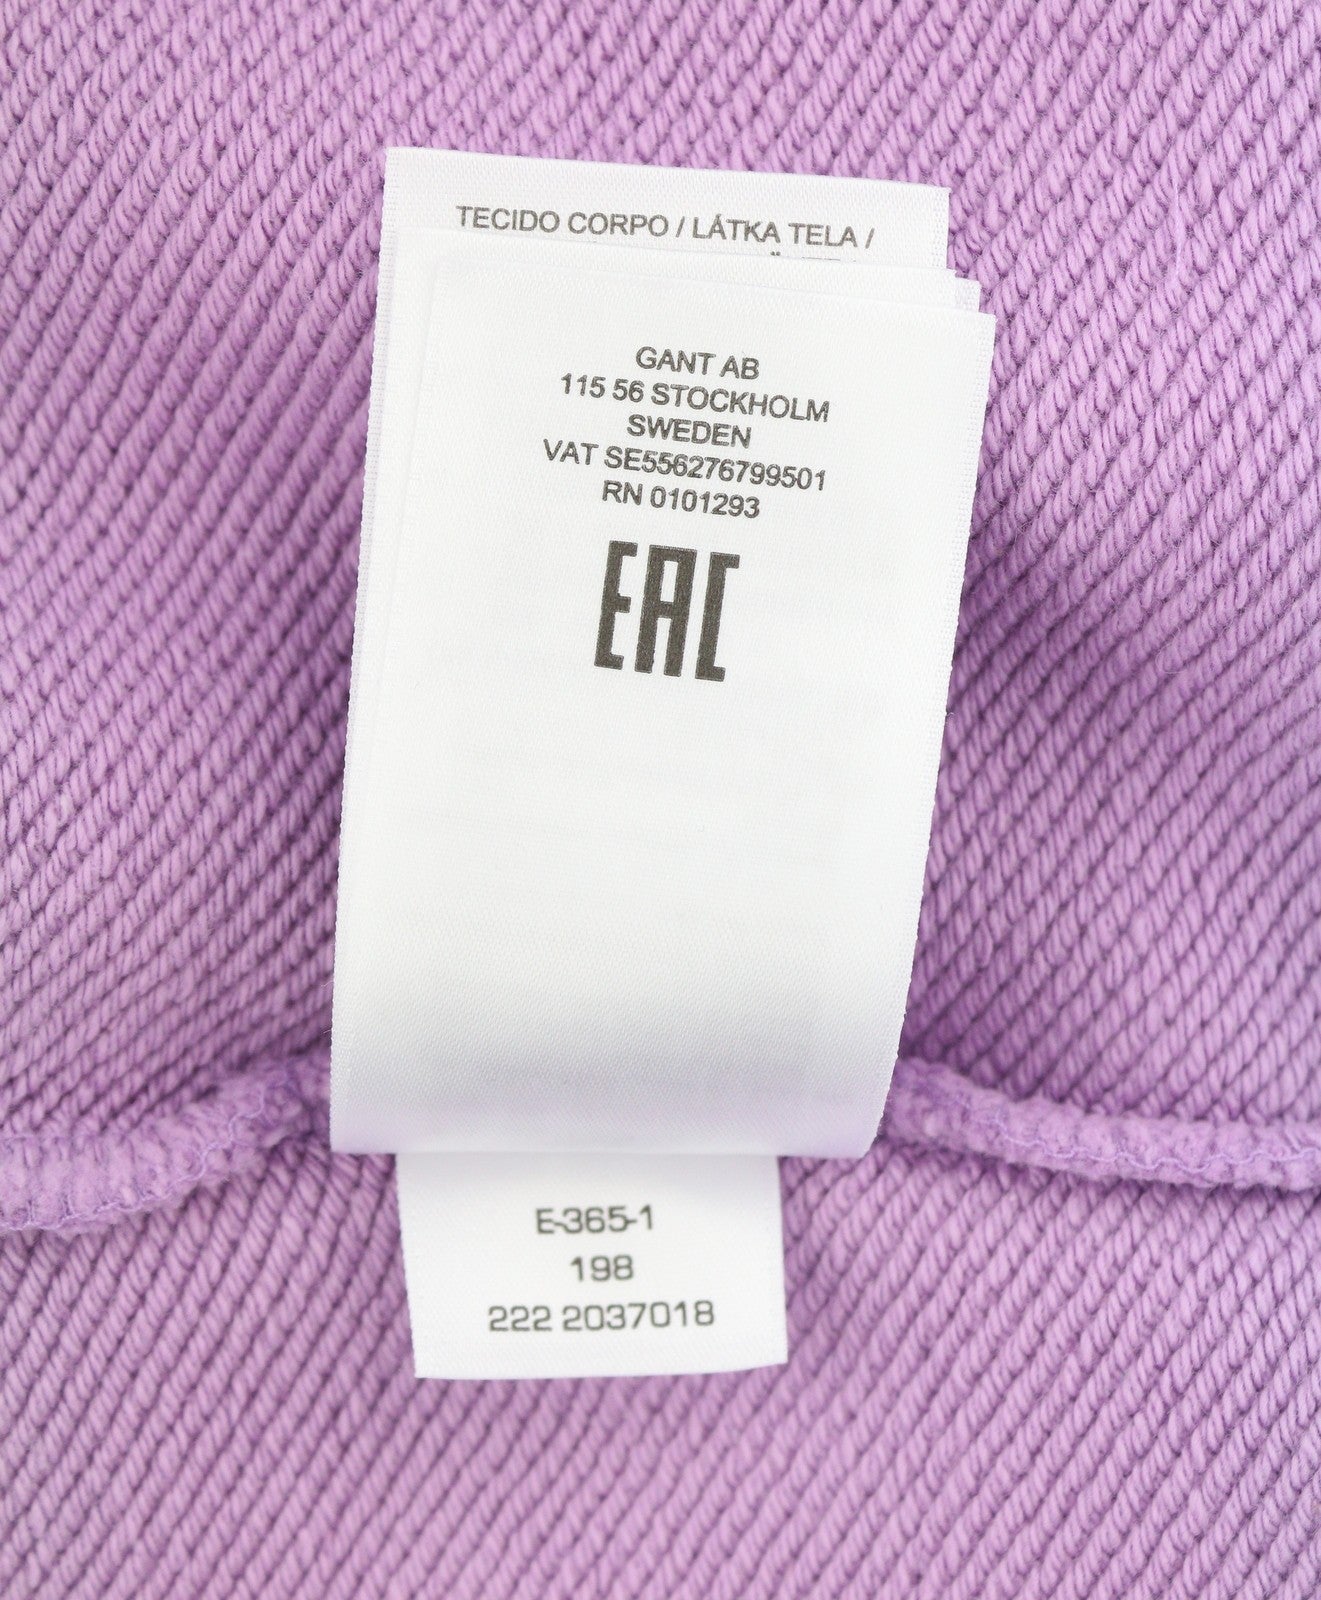 TECIDO CORPO / LÁTKA TELA /
GANT AB
115 56 STOCKHOLM
SWEDEN
VAT SE556276799501
RN 0101293
EAC
E-365-1
198
222 2037018